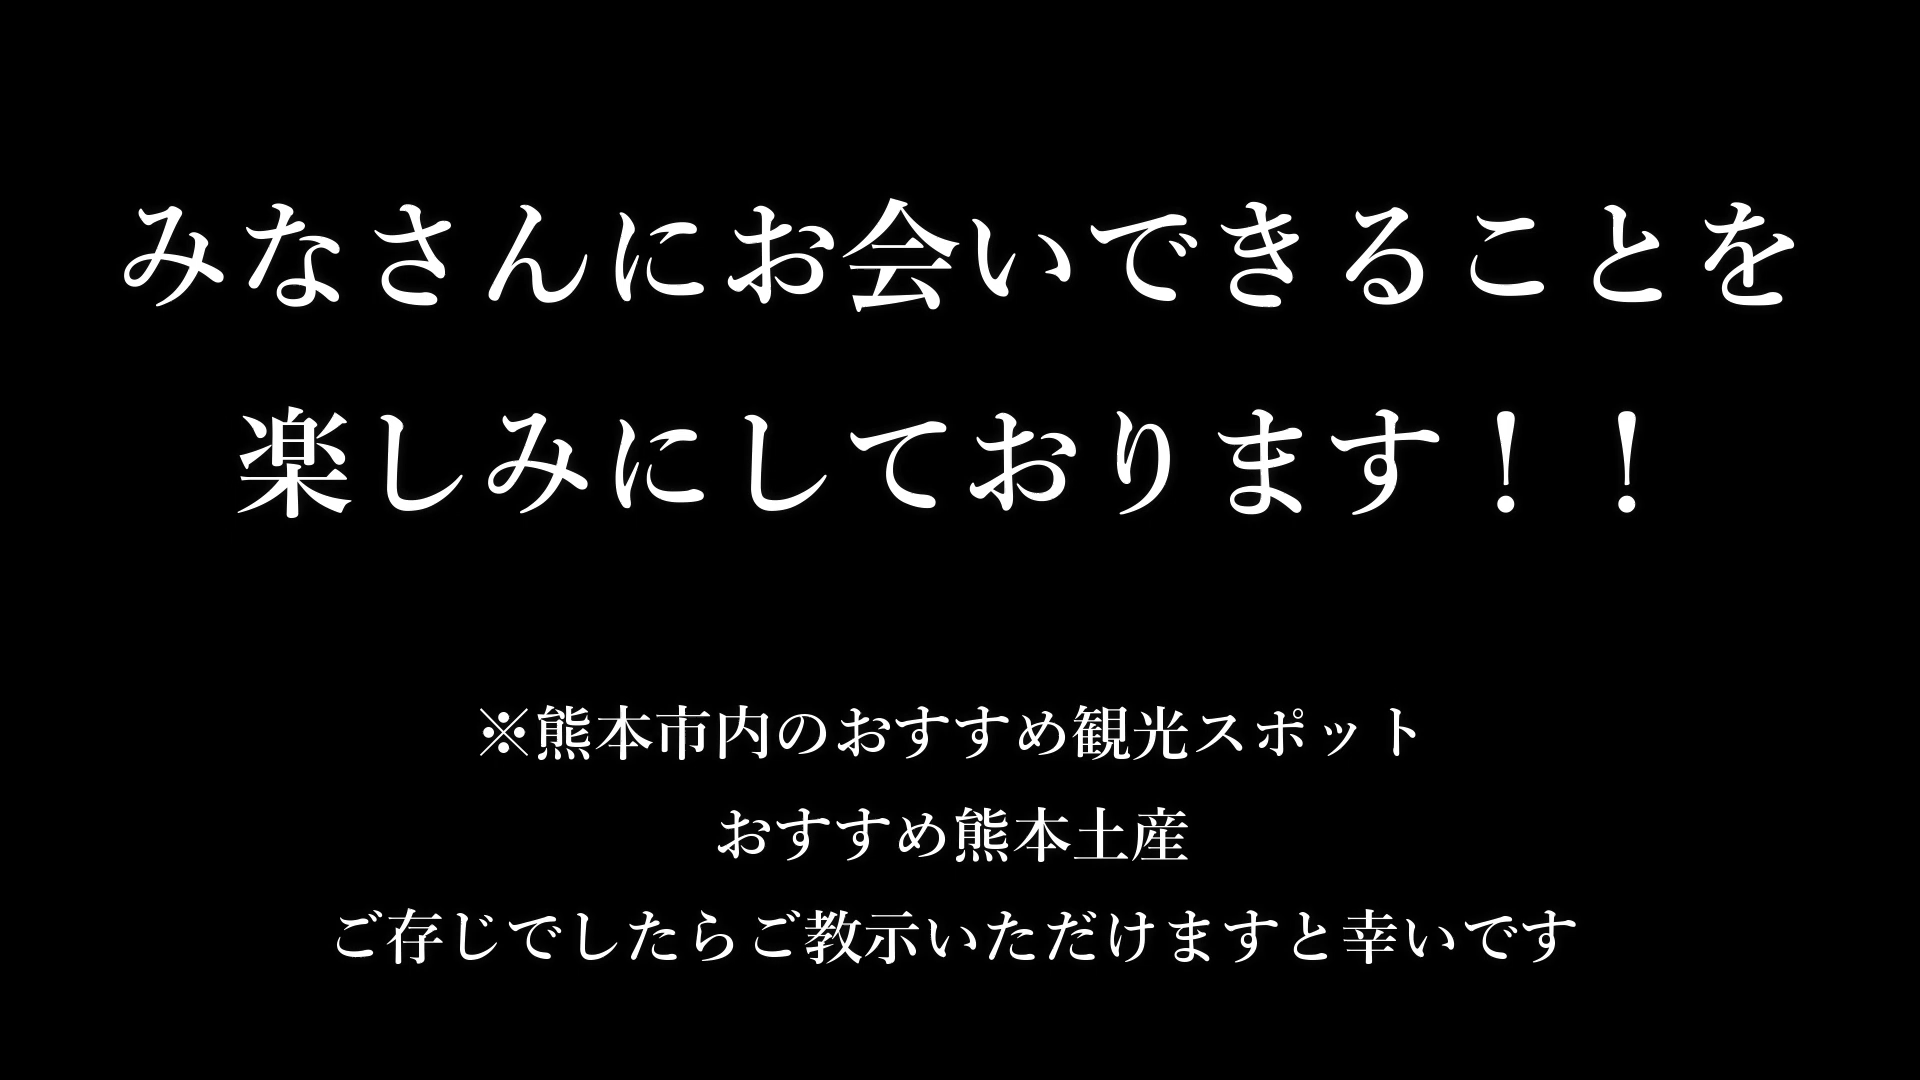 みなさんにお会いできることを
楽しみにしております！！
※熊本市内のおすすめ観光スポット
おすすめ熊本土産
ご存じでしたらご教示いただけますと幸いです